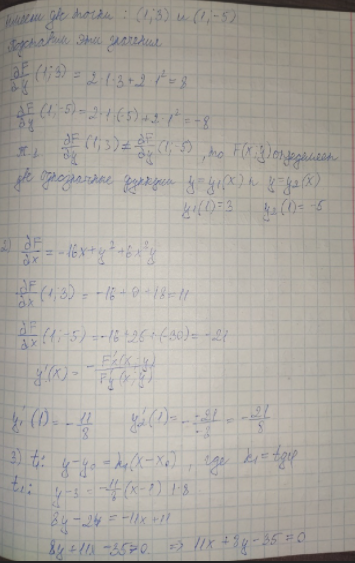 две точки: (1; 3) и (1; -5)
Подставим эти значения
∂F/∂y (1; 3) = 2·1·3 + 2·1² = 8
∂F/∂y (1; -5) = 2·1·(-5) + 2·1² = -8
∂F/∂y (1; 3) ≠ ∂F/∂y (1; -5), то F(x; y) определяет
две однозначные функции y = y₁(x) и y = y₂(x)
y₁(1) = 3 y₂(1) = -5
2) ∂F/∂x = -16x + y² + 6x²y
∂F/∂x (1; 3) = -16 + 9 + 18 = 11
∂F/∂x (1; -5) = -16 + 26 + (-30) = -21
y'(x) = - F'x(x; y)/F'y(x; y)
y₁'(1) = -11/8 y₂'(1) = - -21/-8 = -21/8
3) t₁: y - y₀ = k₁(x - x₀), где k₁ = tgφ
t₁: y - 3 = -11/8 (x - 1) |·8
8y - 24 = -11x + 11
8y + 11x - 35 = 0 ⇒ 11x + 8y - 35 = 0